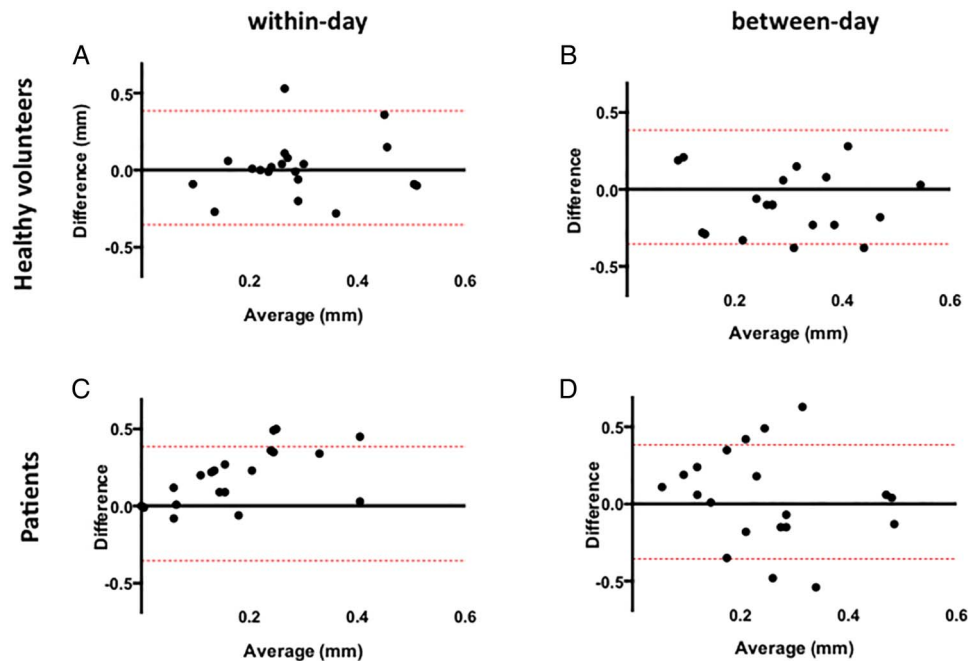 within-day
between-day
Healthy volunteers
Patients
A
Difference (mm)
0.5
0.0
-0.5
0.2 0.4 0.6
Average (mm)
B
Difference
0.5
0.0
-0.5
0.2 0.4 0.6
Average (mm)
C
Difference
0.5
0.0
-0.5
0.2 0.4 0.6
Average (mm)
D
Difference
0.5
0.0
-0.5
0.2 0.4 0.6
Average (mm)